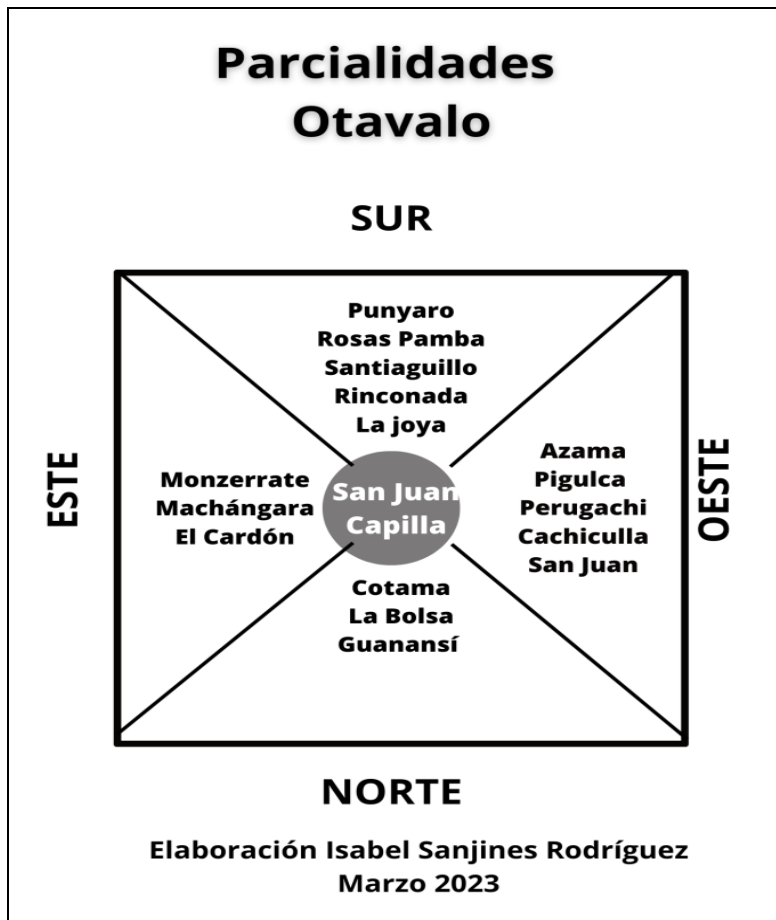 Parcialidades
Otavalo
SUR
Punyaro
Rosas Pamba
Santiaguillo
Rinconada
La joya
ESTE
Monzerrate
Machángara
El Cardón
San Juan
Capilla
Azama
Pigulca
Perugachi
Cachiculla
San Juan
OESTE
Cotama
La Bolsa
Guanansí
NORTE
Elaboración Isabel Sanjines Rodríguez
Marzo 2023